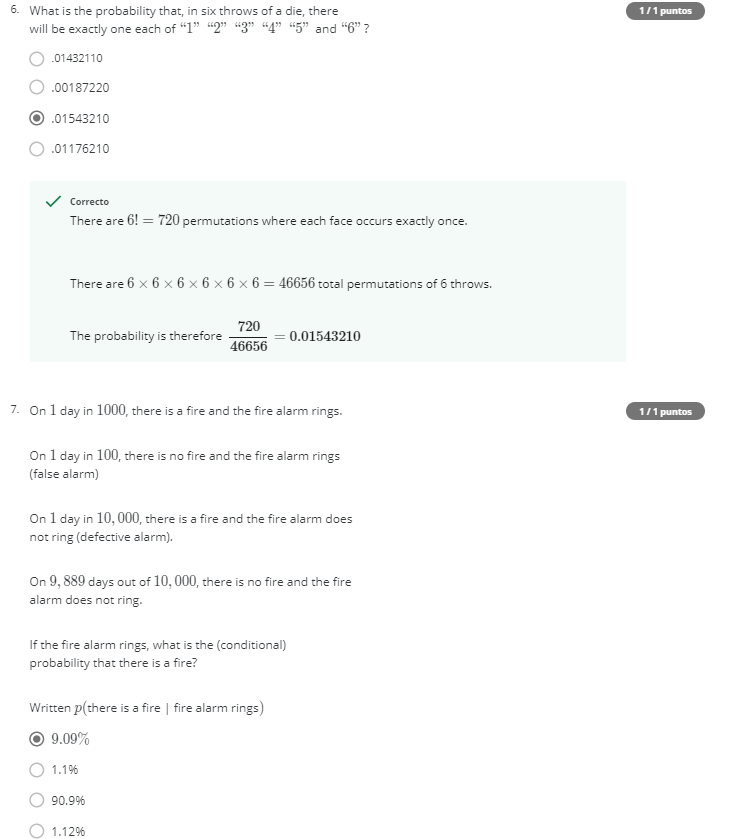 6. What is the probability that, in six throws of a die, there
1 / 1 puntos
will be exactly one each of “1” “2” “3” “4” “5” and “6” ?
.01432110
.00187220
.01543210
.01176210
Correcto
There are 6! = 720 permutations where each face occurs exactly once.
There are 6 × 6 × 6 × 6 × 6 × 6 = 46656 total permutations of 6 throws.
The probability is therefore 720/46656 = 0.01543210
7. On 1 day in 1000, there is a fire and the fire alarm rings.
1 / 1 puntos
On 1 day in 100, there is no fire and the fire alarm rings
(false alarm)
On 1 day in 10, 000, there is a fire and the fire alarm does
not ring (defective alarm).
On 9, 889 days out of 10, 000, there is no fire and the fire
alarm does not ring.
If the fire alarm rings, what is the (conditional)
probability that there is a fire?
Written p(there is a fire | fire alarm rings)
9.09%
1.1%
90.9%
1.12%